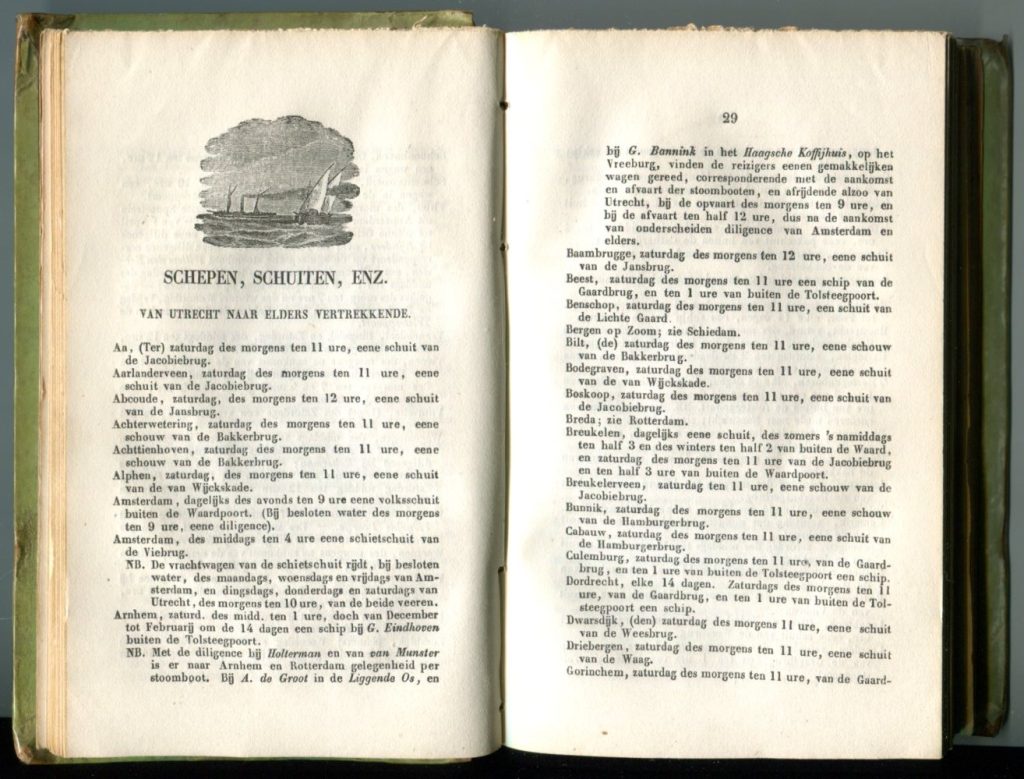 SCHEPEN, SCHUITEN, ENZ.
VAN UTRECHT NAAR ELDERS VERTREKKENDE.
Aa, (Ter) zaturdag des morgens ten 11 ure, eene schuit van
de Jacobiebrug.
Aarlanderveen, zaturdag des morgens ten 11 ure, eene
schuit van de Jacobiebrug.
Abcoude, zaturdag, des morgens ten 12 ure, eene schuit
van de Jansbrug.
Achterwetering, zaturdag des morgens ten 11 ure, eene
schouw van de Bakkerbrug.
Achttienhoven, zaturdag des morgens ten 11 ure, eene
schouw van de Bakkerbrug.
Alphen, zaturdag, des morgens ten 11 ure, eene schuit
van de van Wijckskade.
Amsterdam, dagelijks des avonds ten 9 ure eene volksschuit
buiten de Waardpoort. (Bij besloten water des morgens
ten 9 ure, eene diligence).
Amsterdam, des middags ten 4 ure eene schietschuit van
de Viebrug.
NB. De vrachtwagen van de schietschuit rijdt, bij besloten
water, des maandags, woensdags en vrijdags van Am-
sterdam, en dingsdags, donderdags en zaturdags van
Utrecht, des morgens ten 10 ure, van de beide veeren.
Arnhem, zaturd. des midd. ten 1 ure, doch van December
tot Februarij om de 14 dagen een schip bij G. Eindhoven
buiten de Tolsteegpoort.
NB. Met de diligence bij Holterman en van van Munster
is er naar Arnhem en Rotterdam gelegenheid per
stoomboot. Bij A. de Groot in de Liggende Os, en
29
bij G. Bannink in het Haagsche Koffijhuis, op het
Vreeburg, vinden de reizigers eenen gemakkelijken
wagen gereed, corresponderende met de aankomst
en afvaart der stoombooten, en afrijdende alzoo van
Utrecht, bij de opvaart des morgens ten 9 ure, en
bij de afvaart ten half 12 ure, dus na de aankomst
van onderscheiden diligence van Amsterdam en
elders.
Baambrugge, zaturdag des morgens ten 12 ure, eene schuit
van de Jansbrug.
Beest, zaturdag des morgens ten 11 ure een schip van de
Gaardbrug, en ten 1 ure van buiten de Tolsteegpoort.
Benschop, zaturdag des morgens ten 11 ure, een schuit van
de Lichte Gaard.
Bergen op Zoom; zie Schiedam.
Bilt, (de) zaturdag des morgens ten 11 ure, eene schouw
van de Bakkerbrug.
Bodegraven, zaturdag des morgens ten 11 ure, eene schuit
van de van Wijckskade.
Boskoop, zaturdag des morgens ten 11 ure, eene schuit van
de Jacobiebrug.
Breda; zie Rotterdam.
Breukelen, dagelijks eene schuit, des zomers 's namiddags
ten half 3 en des winters ten half 2 van buiten de Waard,
en zaturdag des morgens ten 11 ure van de Jacobiebrug
en ten half 3 ure van buiten de Waardpoort.
Breukelerveen, zaturdag ten 11 ure, eene schouw van de
Jacobiebrug.
Bunnik, zaturdag des morgens ten 11 ure, eene schouw
van de Hamburgerbrug.
Cabauw, zaturdag des morgens ten 11 ure, eene schuit van
de Hamburgerbrug.
Culemburg, zaturdag des morgens ten 11 ure, van de Gaard-
brug, en ten 1 ure van buiten de Tolsteegpoort een schip.
Dordrecht, elke 14 dagen. Zaturdags des morgens ten 11
ure, van de Gaardbrug, en ten 1 ure van buiten de Tol-
steegpoort een schip.
Dwarsdijk, (den) zaturdag des morgens 11 ure, eene schuit
van de Weesbrug.
Driebergen, zaturdag des morgens ten 11 ure, eene schuit
van de Waag.
Gorinchem, zaturdag des morgens ten 11 ure, van de Gaard-